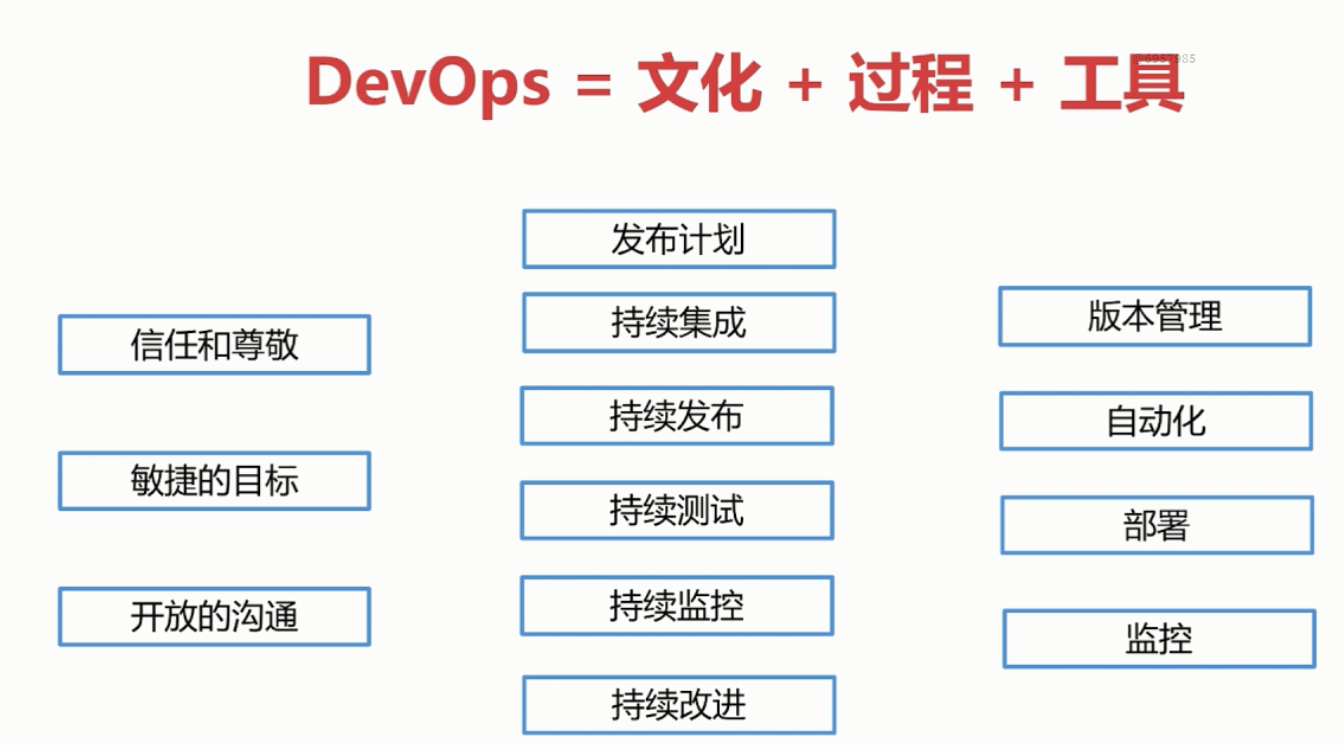 DevOps = 文化 + 过程 + 工具
信任和尊敬
敏捷的目标
开放的沟通
发布计划
持续集成
持续发布
持续测试
持续监控
持续改进
版本管理
自动化
部署
监控